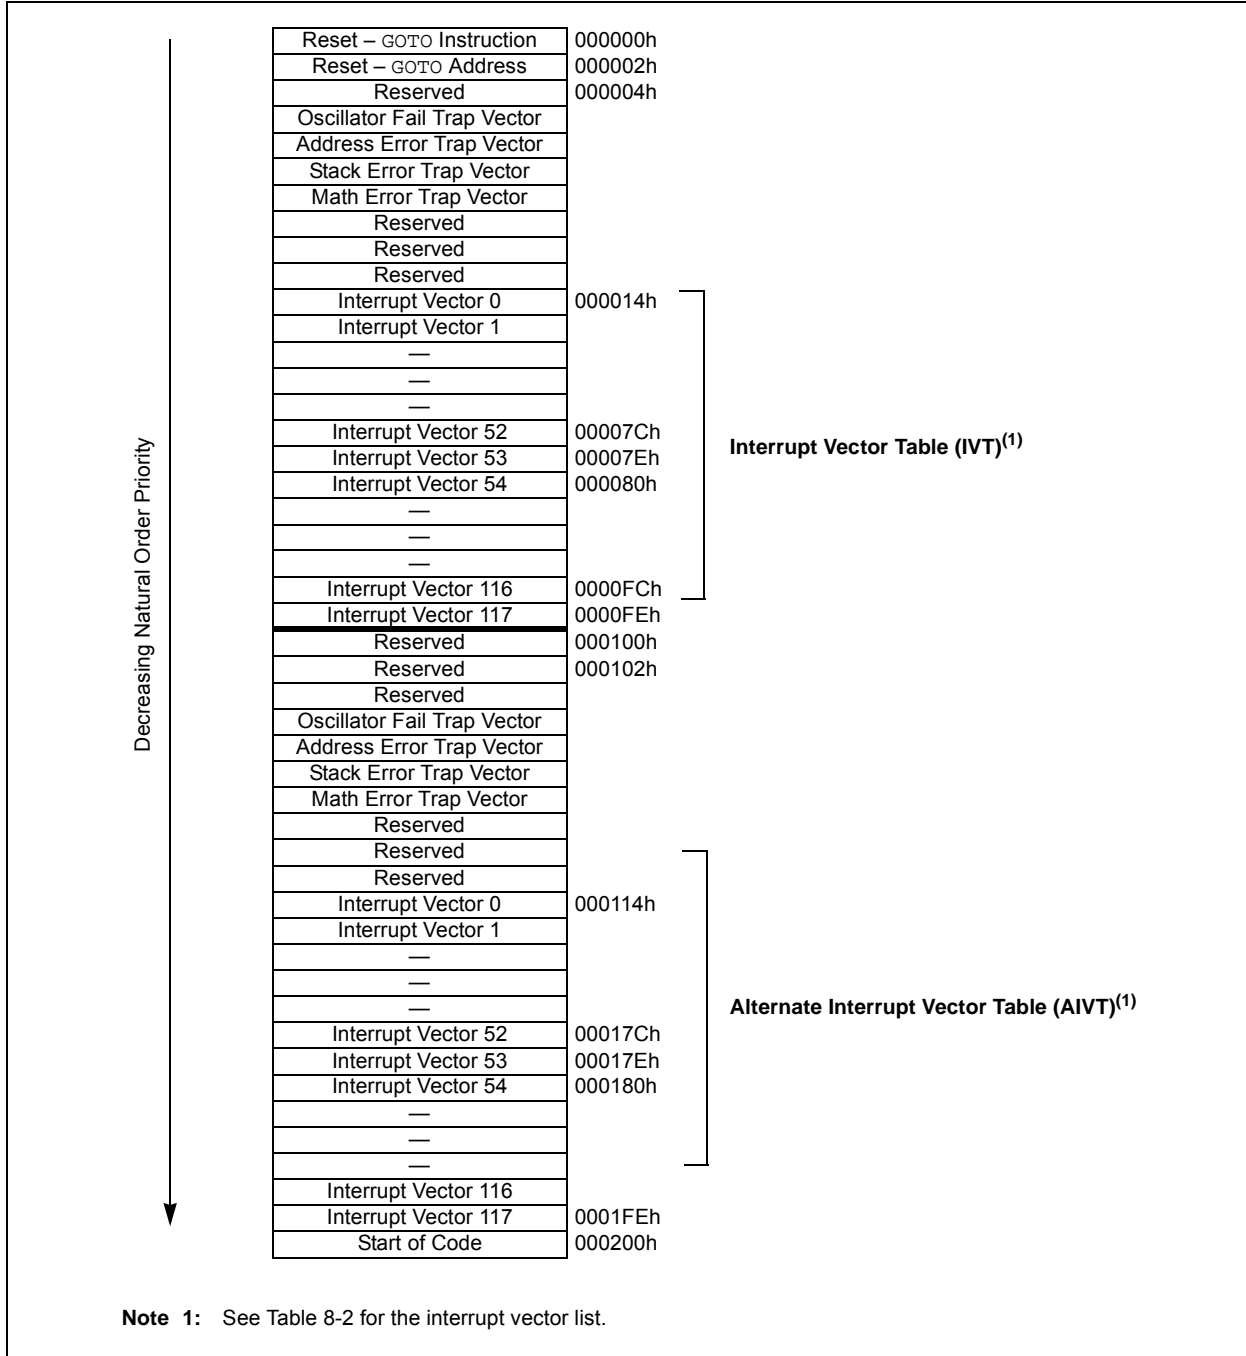 Reset – GOTO Instruction 000000h
Reset – GOTO Address 000002h
Reserved 000004h
Oscillator Fail Trap Vector
Address Error Trap Vector
Stack Error Trap Vector
Math Error Trap Vector
Reserved
Reserved
Reserved
Interrupt Vector 0 000014h
Interrupt Vector 1
—
—
—
Interrupt Vector 52 00007Ch
Interrupt Vector 53 00007Eh
Interrupt Vector 54 000080h
—
—
—
Interrupt Vector 116 0000FCh
Interrupt Vector 117 0000FEh
Reserved 000100h
Reserved 000102h
Reserved
Oscillator Fail Trap Vector
Address Error Trap Vector
Stack Error Trap Vector
Math Error Trap Vector
Reserved
Reserved
Reserved
Interrupt Vector 0 000114h
Interrupt Vector 1
—
—
—
Interrupt Vector 52 00017Ch
Interrupt Vector 53 00017Eh
Interrupt Vector 54 000180h
—
—
—
Interrupt Vector 116
Interrupt Vector 117 0001FEh
Start of Code 000200h
Decreasing Natural Order Priority
Interrupt Vector Table (IVT)(1)
Alternate Interrupt Vector Table (AIVT)(1)
Note 1: See Table 8-2 for the interrupt vector list.